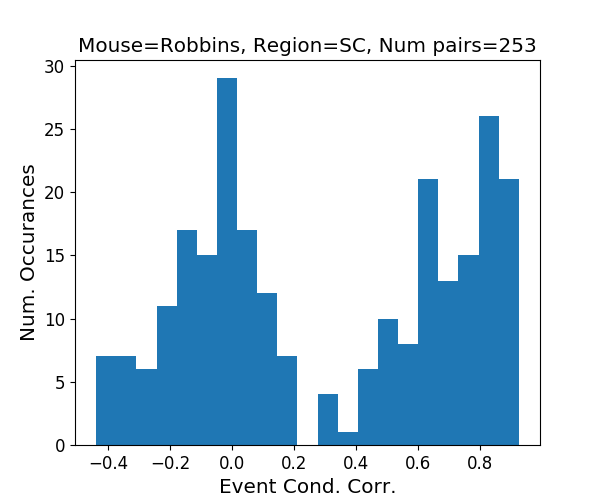 Mouse=Robbins, Region=SC, Num pairs=253
30
25
20
15
10
5
0
Num. Occurances
−0.4 −0.2 0.0 0.2 0.4 0.6 0.8
Event Cond. Corr.